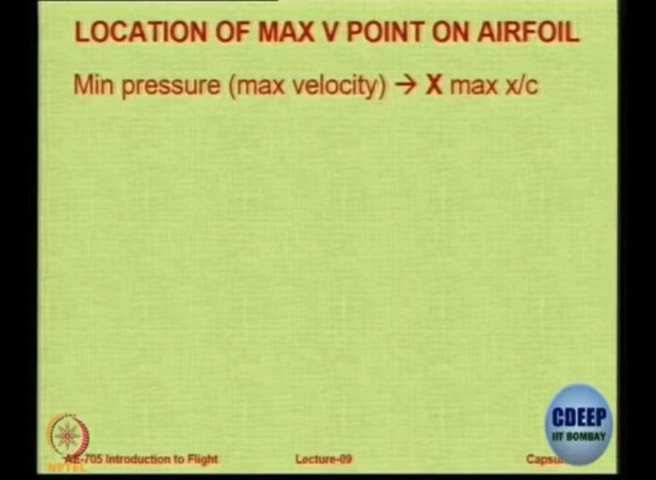 LOCATION OF MAX V POINT ON AIRFOIL
Min pressure (max velocity) → X max x/c
CDEEP
IIT BOMBAY
NPTEL
AE-705 Introduction to Flight
Lecture-09